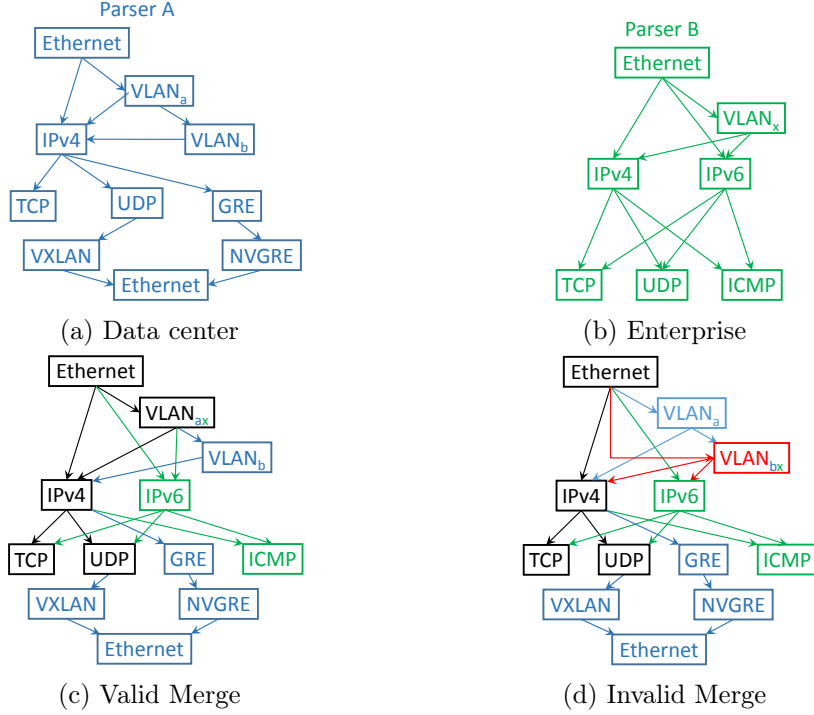 Parser A
Ethernet
VLANa
IPv4
VLANb
TCP
UDP
GRE
VXLAN
NVGRE
Ethernet
(a) Data center
Parser B
Ethernet
VLANx
IPv4
IPv6
TCP
UDP
ICMP
(b) Enterprise
Ethernet
VLANax
VLANb
IPv4
IPv6
TCP
UDP
GRE
ICMP
VXLAN
NVGRE
Ethernet
(c) Valid Merge
Ethernet
VLANa
VLANbx
IPv4
IPv6
TCP
UDP
GRE
ICMP
VXLAN
NVGRE
Ethernet
(d) Invalid Merge